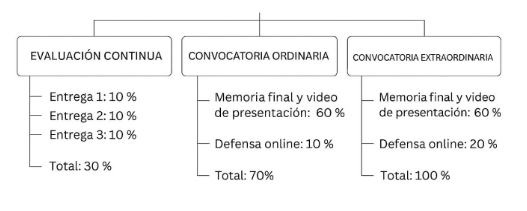 EVALUACIÓN CONTINUA
Entrega 1: 10 %
Entrega 2: 10 %
Entrega 3: 10 %
Total: 30 %
CONVOCATORIA ORDINARIA
Memoria final y video
de presentación: 60 %
Defensa online: 10 %
Total: 70%
CONVOCATORIA EXTRAORDINARIA
Memoria final y video
de presentación: 60 %
Defensa online: 20 %
Total: 100 %